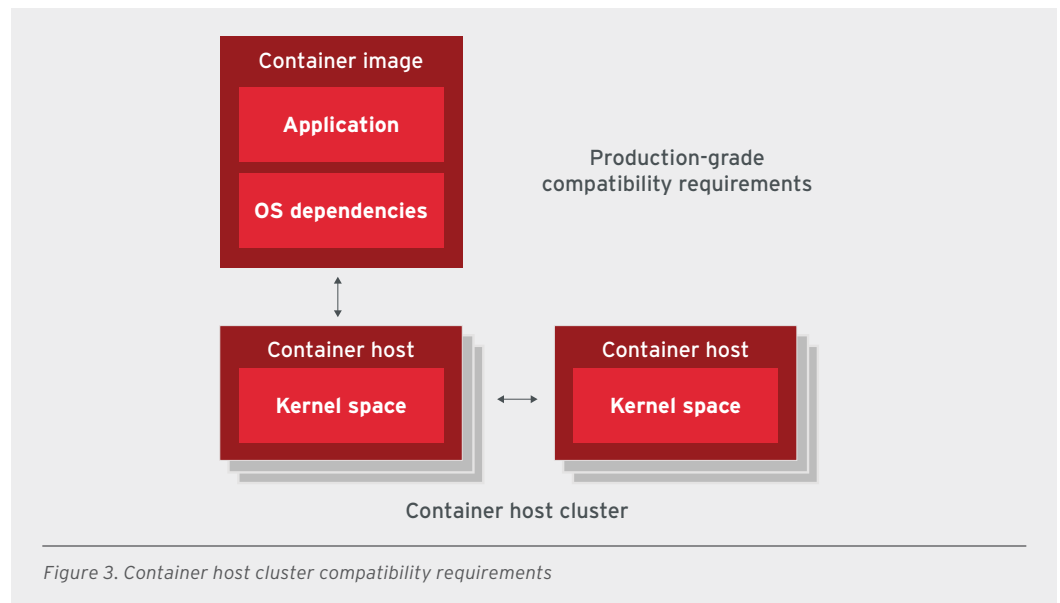 Container image
Application
OS dependencies
Production-grade
compatibility requirements
Container host
Kernel space
Container host
Kernel space
Container host cluster
Figure 3. Container host cluster compatibility requirements